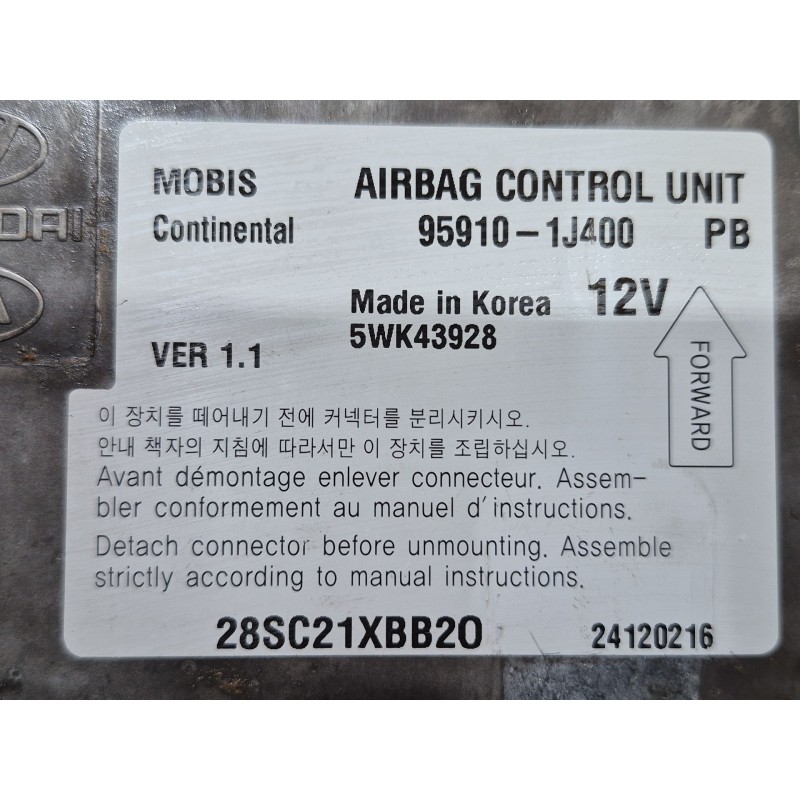 MOBIS AIRBAG CONTROL UNIT
Continental 95910-1J400 PB
Made in Korea 12V
5WK43928
VER 1.1
FORWARD
이 장치를 떼어내기 전에 커넥터를 분리시키시오.
안내 책자의 지침에 따라서만 이 장치를 조립하십시오.
Avant démontage enlever connecteur. Assem-
bler conformement au manuel d'instructions.
Detach connector before unmounting. Assemble
strictly according to manual instructions.
28SC21XBB20 24120216